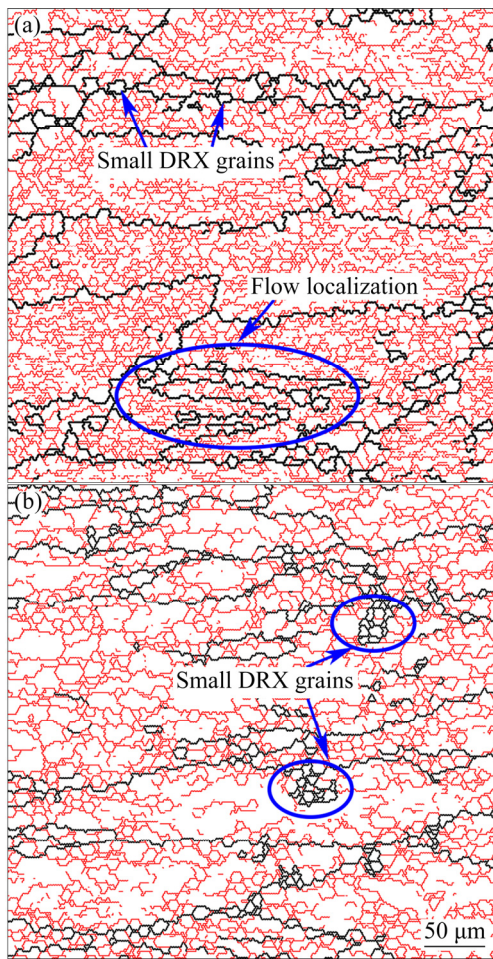 (a)
Small DRX grains
Flow localization
(b)
Small DRX grains
50 μm